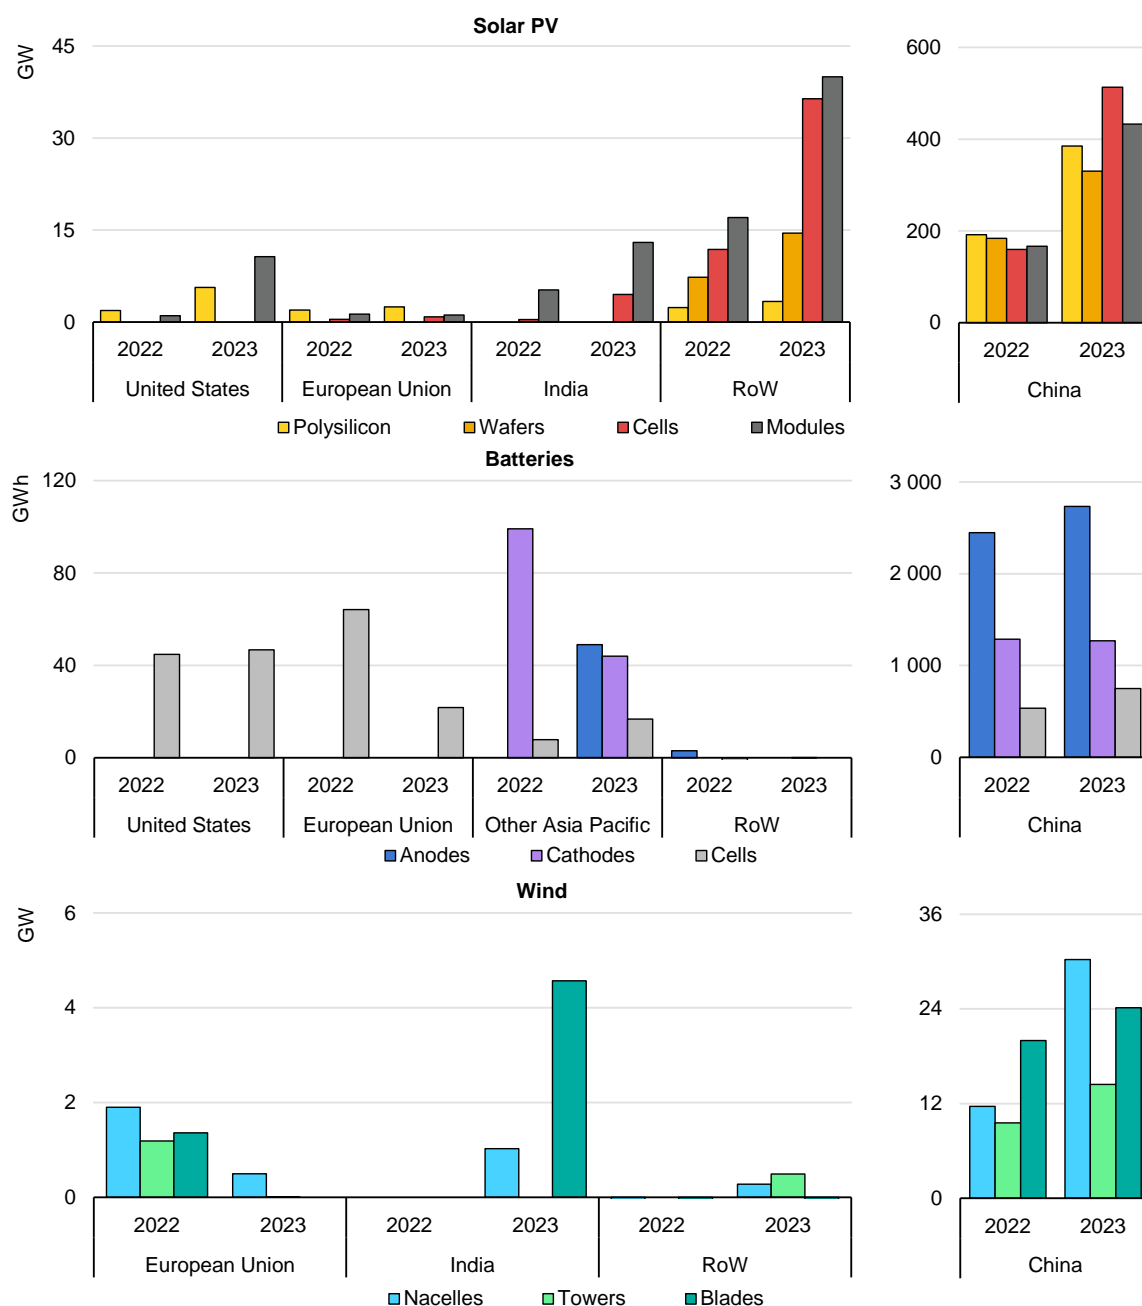 Solar PV
GW
45
30
15
0
2022 2023 2022 2023 2022 2023 2022 2023
United States European Union India RoW
600
400
200
0
2022 2023
China
Polysilicon Wafers Cells Modules
Batteries
GWh
120
80
40
0
2022 2023 2022 2023 2022 2023 2022 2023
United States European Union Other Asia Pacific RoW
3 000
2 000
1 000
0
2022 2023
China
Anodes Cathodes Cells
Wind
GW
6
4
2
0
2022 2023 2022 2023 2022 2023
European Union India RoW
36
24
12
0
2022 2023
China
Nacelles Towers Blades